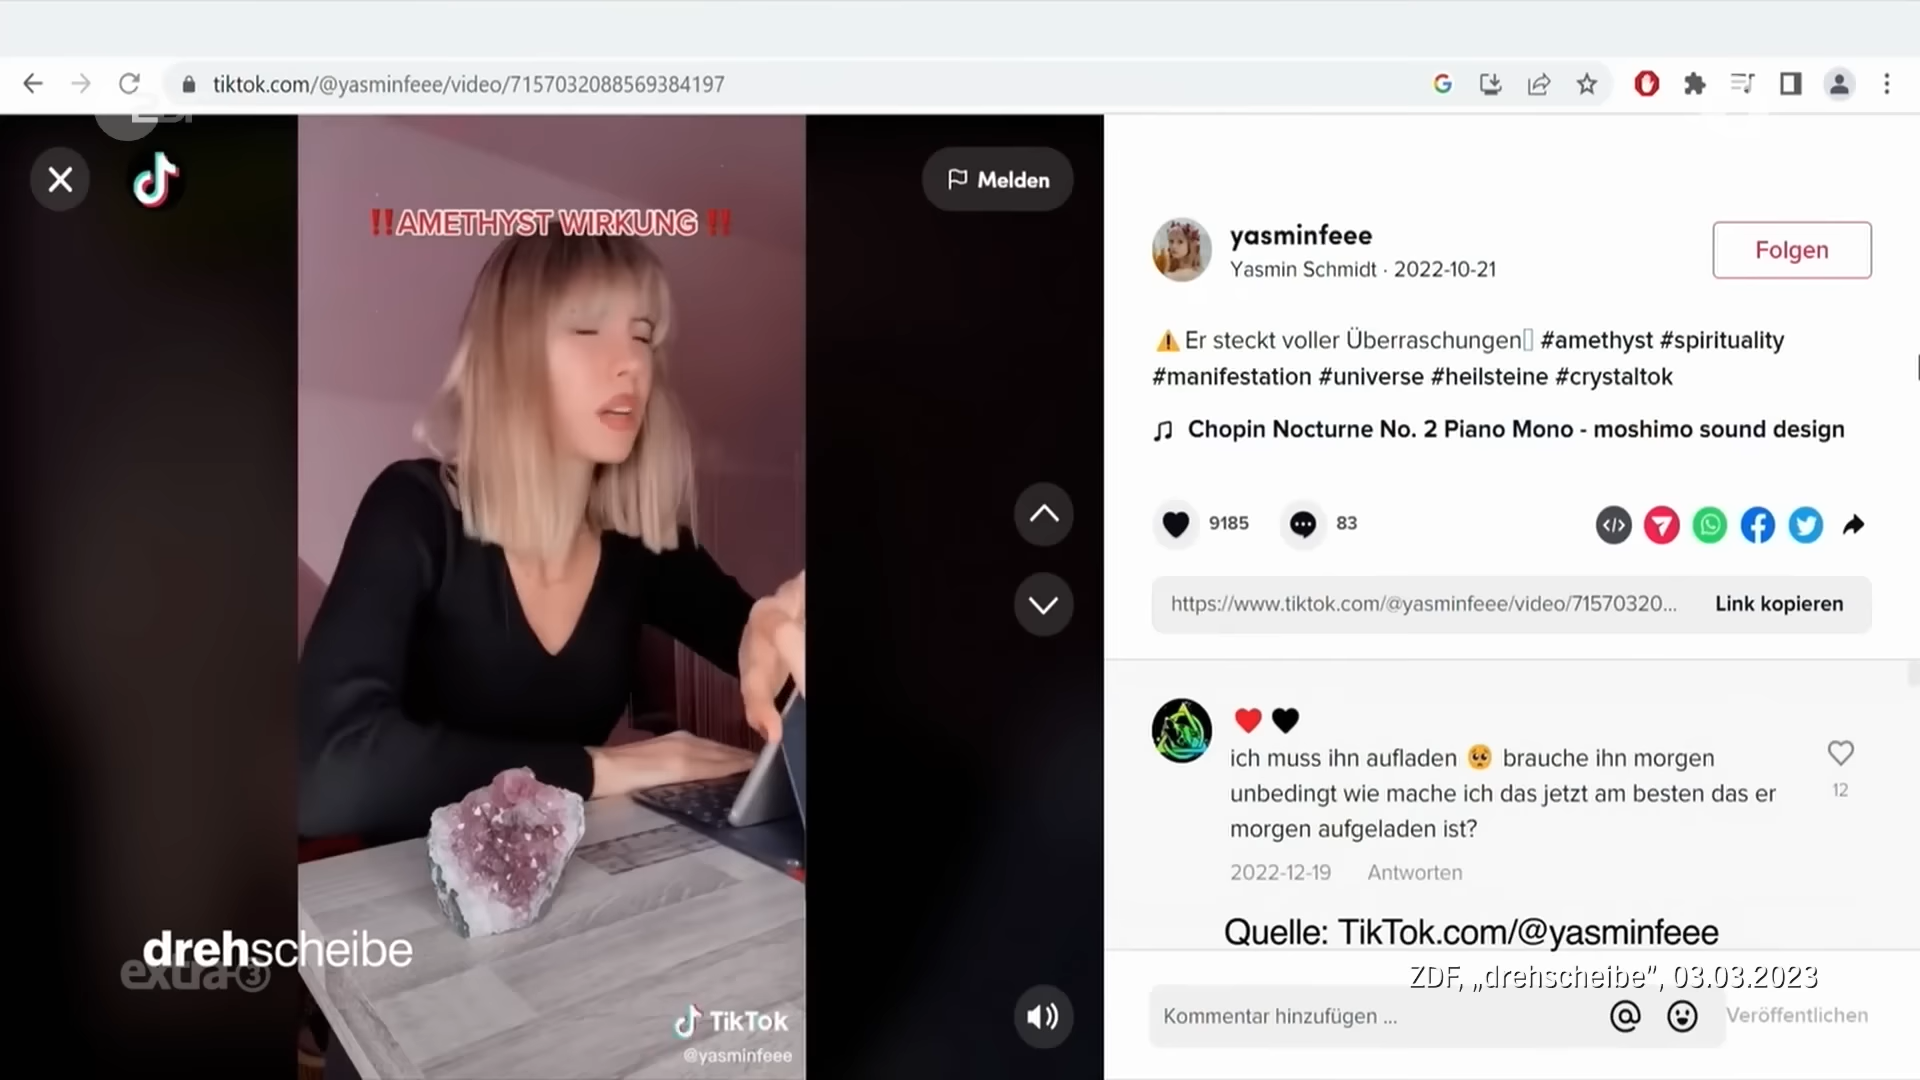 tiktok.com/@yasminfeee/video/7157032088569384197
ZDF
Melden
‼AMETHYST WIRKUNG ‼
yasminfeee
Yasmin Schmidt · 2022-10-21
Folgen
⚠️Er steckt voller Überraschungen #amethyst #spirituality
#manifestation #universe #heilsteine #crystaltok
Chopin Nocturne No. 2 Piano Mono - moshimo sound design
9185
83
https://www.tiktok.com/@yasminfeee/video/71570320...
Link kopieren
❤️🖤
ich muss ihn aufladen 🥺 brauche ihn morgen
unbedingt wie mache ich das jetzt am besten das er
morgen aufgeladen ist?
12
2022-12-19 Antworten
Quelle: TikTok.com/@yasminfeee
ZDF, „drehscheibe”, 03.03.2023
Kommentar hinzufügen ...
Veröffentlichen
drehscheibe
extra 3
TikTok
@yasminfeee